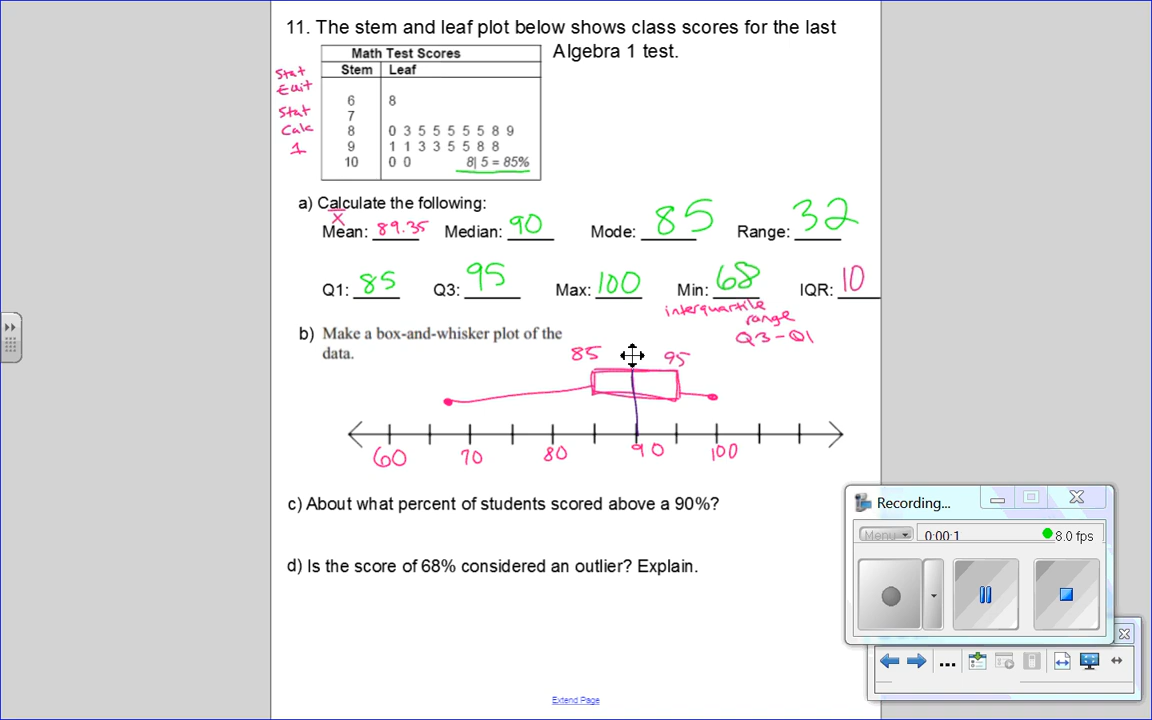 11. The stem and leaf plot below shows class scores for the last
Algebra 1 test.
Math Test Scores
Stem Leaf
6 8
7
8 0 3 5 5 5 5 5 8 9
9 1 1 3 3 5 5 8 8
10 0 0 8| 5 = 85%
Stat
Edit
Stat
Calc
1
a) Calculate the following:
x
Mean: 89.35 Median: 90 Mode: 85 Range: 32
Q1: 85 Q3: 95 Max: 100 Min: 68 IQR: 10
interquartile
range
Q3-Q1
b) Make a box-and-whisker plot of the
data.
85 95
60 70 80 90 100
c) About what percent of students scored above a 90%?
d) Is the score of 68% considered an outlier? Explain.
Extend Page
Recording...
Menu 0:00:1 8.0 fps